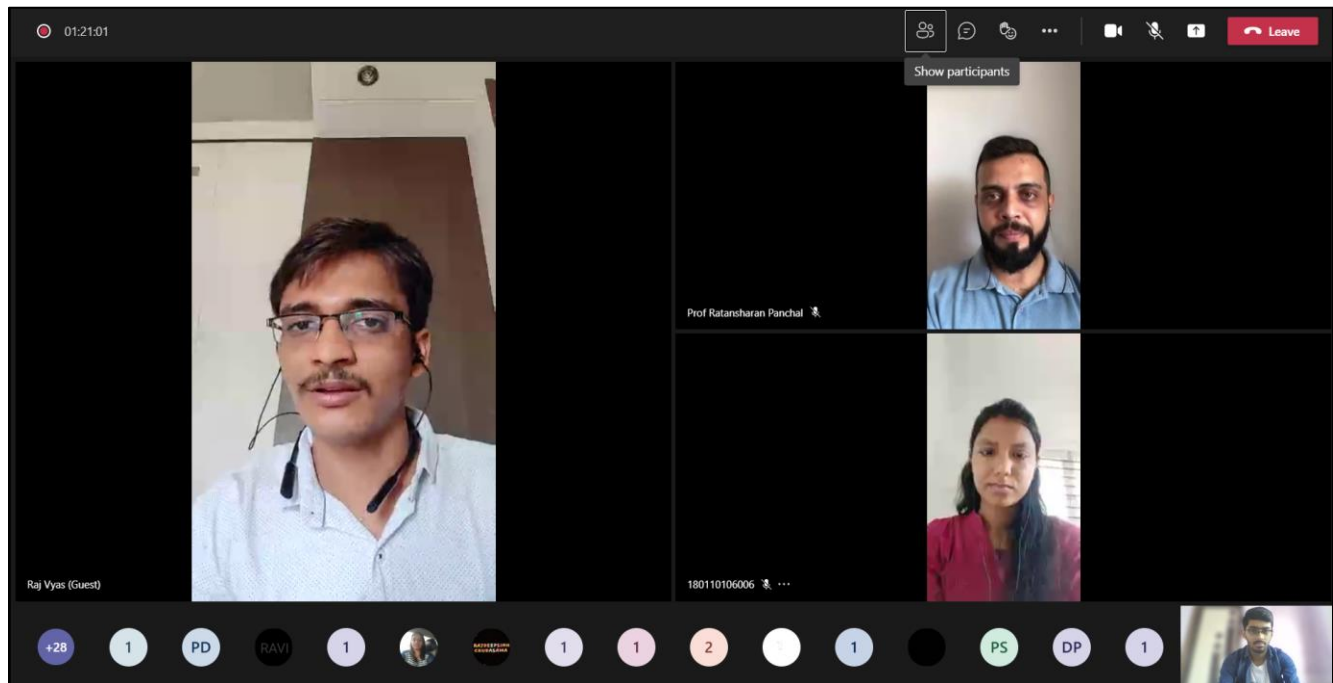 01:21:01
Leave
Show participants
Prof Ratansharan Panchal
Raj Vyas (Guest)
180110106006
+28
1
PD
RAVI
1
1
1
2
1
PS
DP
1